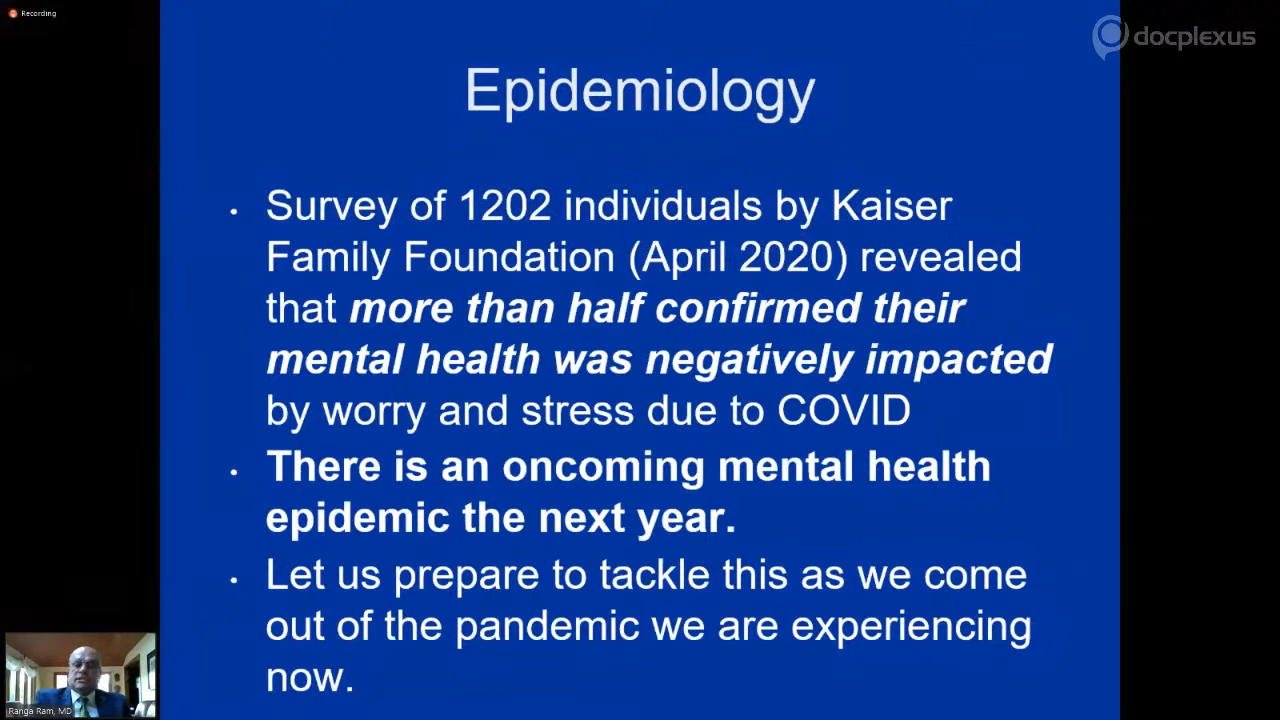 Recording
docplexus
Epidemiology
• Survey of 1202 individuals by Kaiser
Family Foundation (April 2020) revealed
that more than half confirmed their
mental health was negatively impacted
by worry and stress due to COVID
• There is an oncoming mental health
epidemic the next year.
• Let us prepare to tackle this as we come
out of the pandemic we are experiencing
now.
Ranga Ram, MD